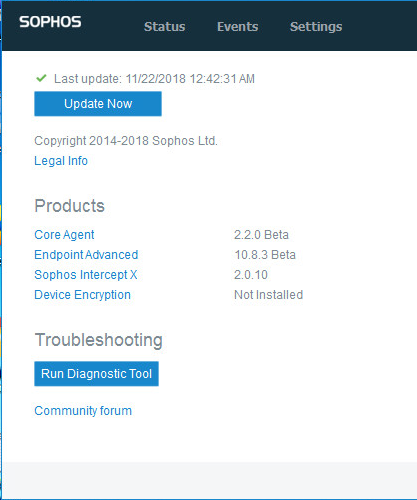 SOPHOS Status Events Settings
Last update: 11/22/2018 12:42:31 AM
Update Now
Copyright 2014-2018 Sophos Ltd.
Legal Info
Products
Core Agent 2.2.0 Beta
Endpoint Advanced 10.8.3 Beta
Sophos Intercept X 2.0.10
Device Encryption Not Installed
Troubleshooting
Run Diagnostic Tool
Community forum